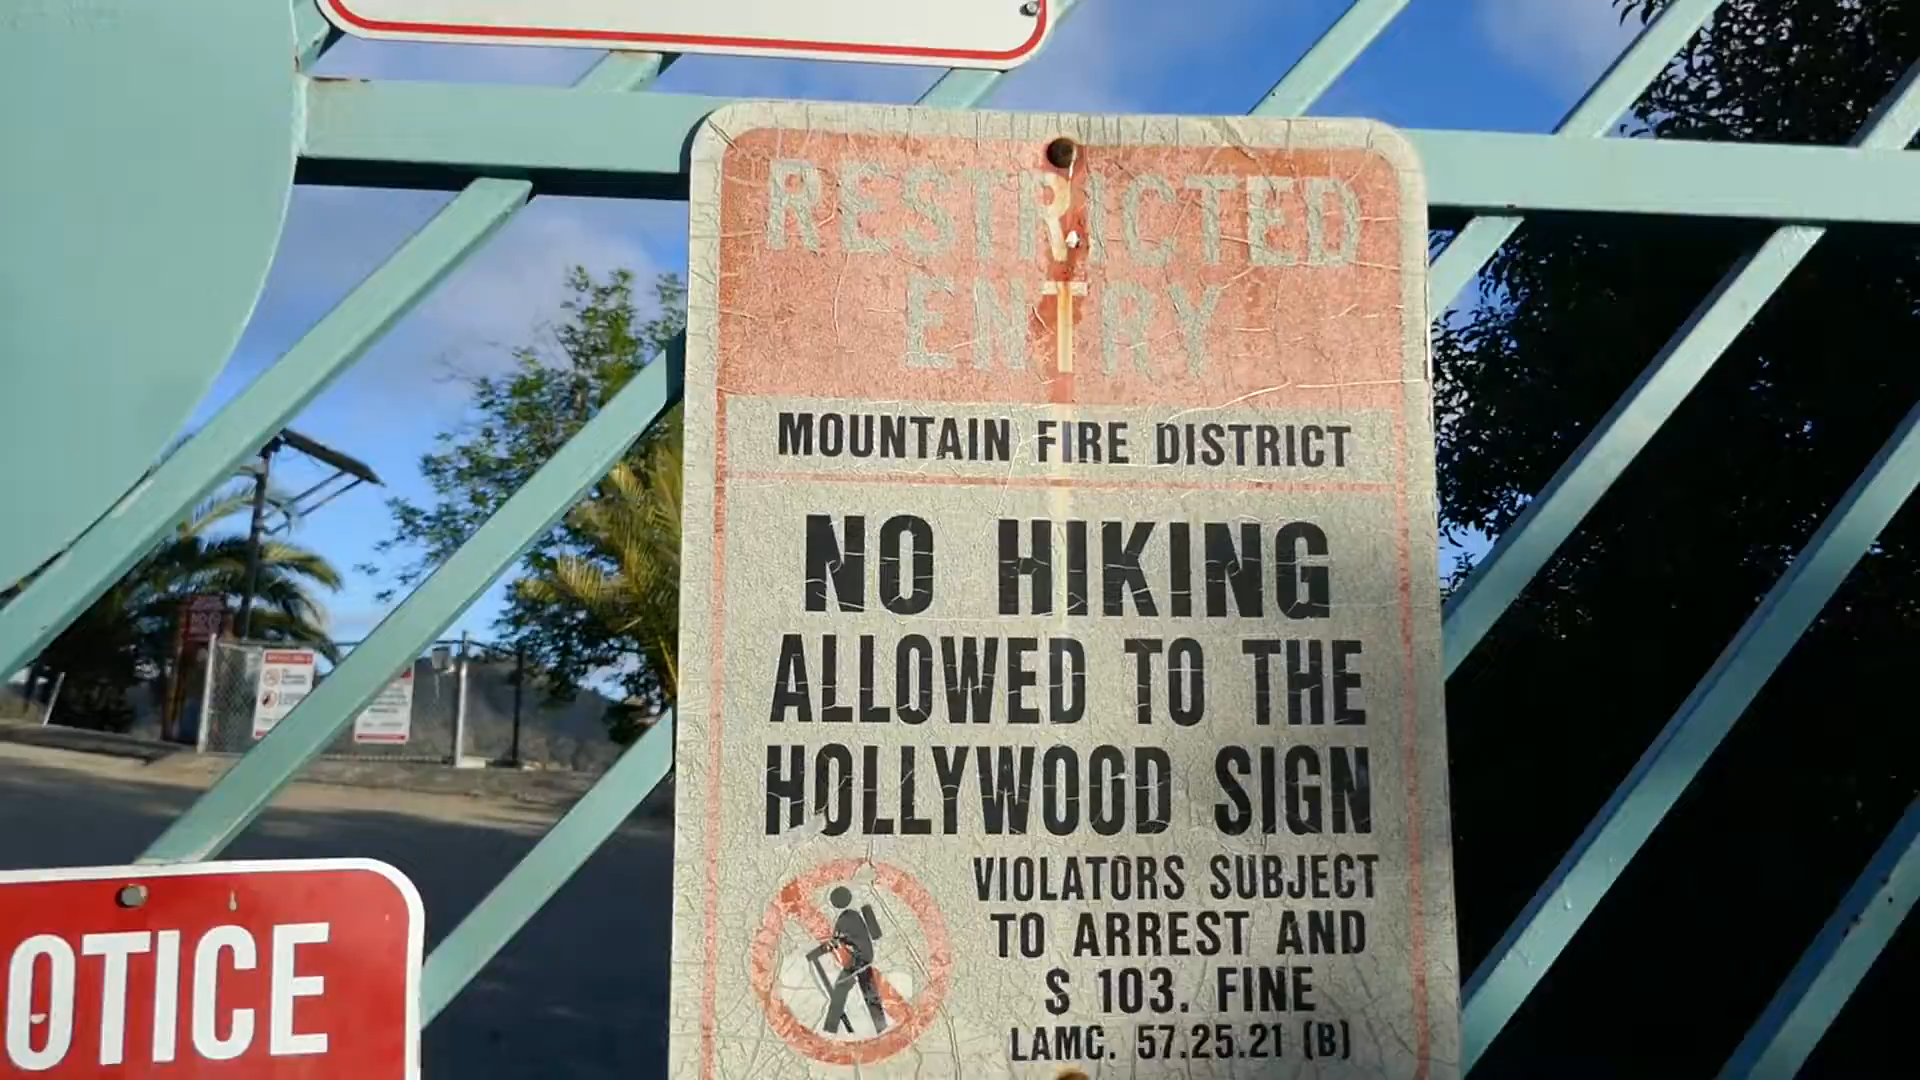 RESTRICTED
ENTRY
MOUNTAIN FIRE DISTRICT
NO HIKING
ALLOWED TO THE
HOLLYWOOD SIGN
VIOLATORS SUBJECT
TO ARREST AND
$ 103. FINE
LAMC. 57.25.21 (B)
OTICE